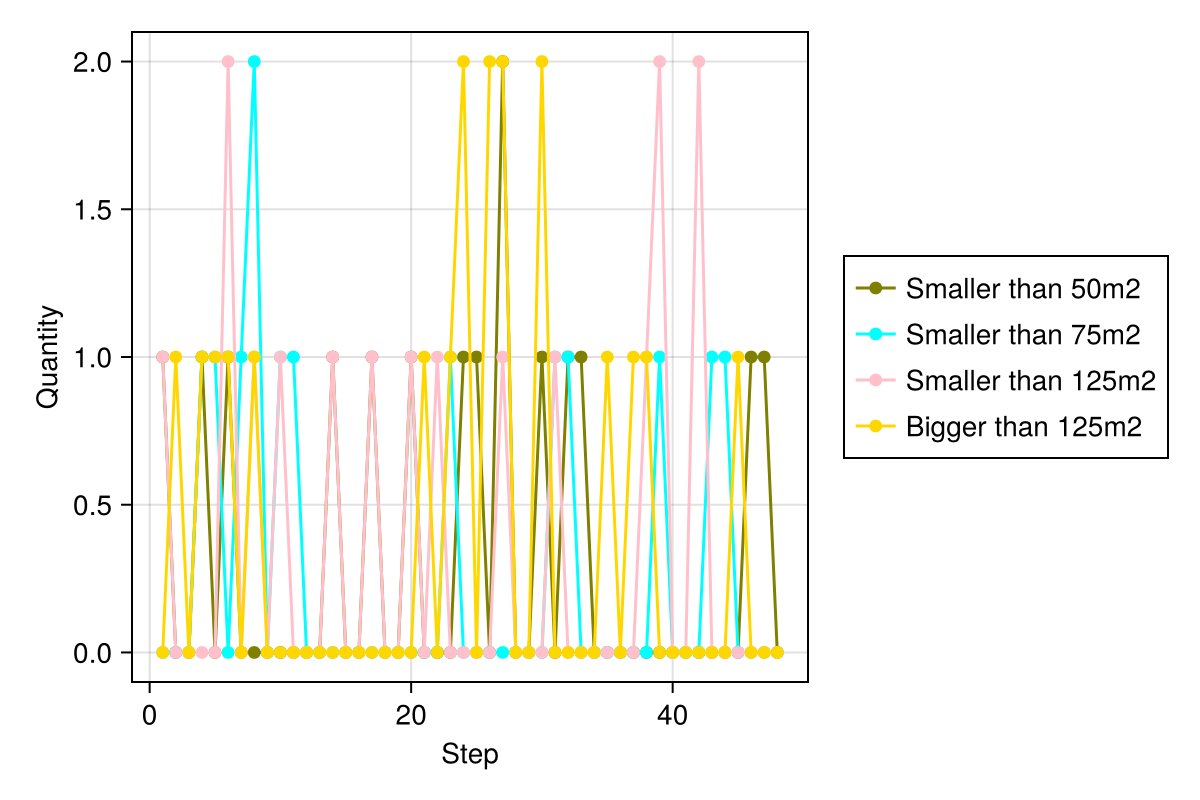 2.0
1.5
1.0
0.5
0.0
Quantity
0
20
40
Step
Smaller than 50m2
Smaller than 75m2
Smaller than 125m2
Bigger than 125m2